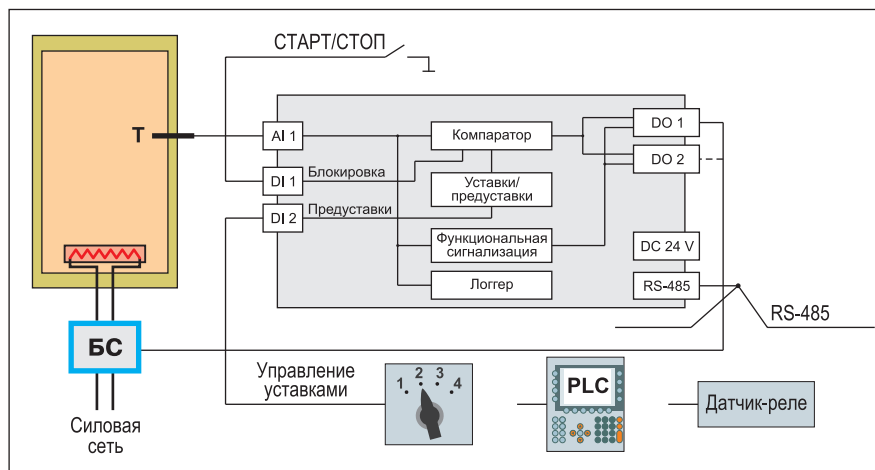 СТАРТ/СТОП
T
AI 1
Компаратор
DO 1
DO 2
DI 1
Блокировка
Уставки/
предуставки
DI 2
Предуставки
Функциональная
сигнализация
DC 24 V
Логгер
RS-485
RS-485
БС
Силовая
сеть
Управление
уставками
1 2 3 4
PLC
Датчик-реле